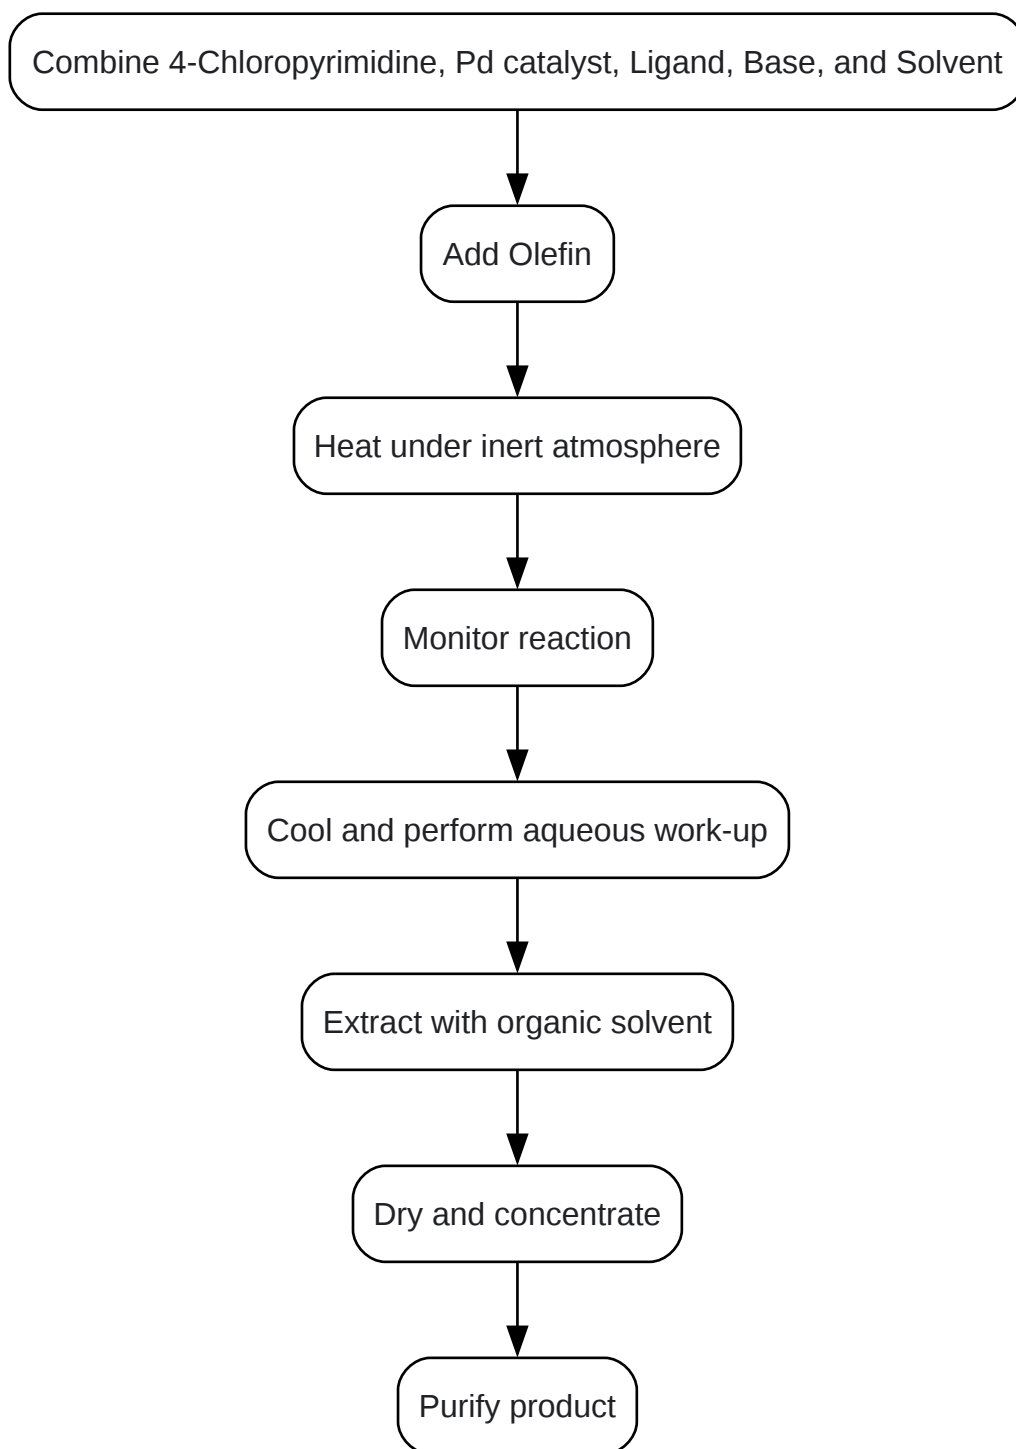 Combine 4-Chloropyrimidine, Pd catalyst, Ligand, Base, and Solvent
Add Olefin
Heat under inert atmosphere
Monitor reaction
Cool and perform aqueous work-up
Extract with organic solvent
Dry and concentrate
Purify product